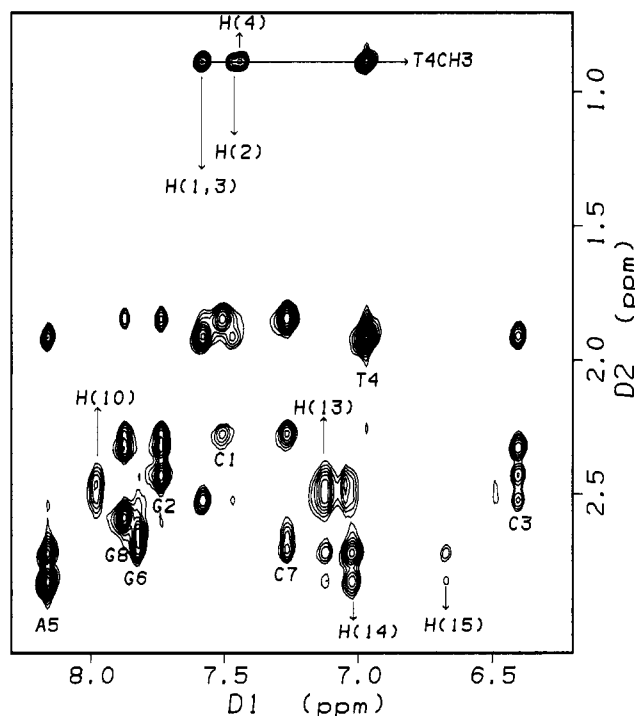 H(4)
T4CH3
H(2)
H(1,3)
1.0
1.5
2.0
2.5
D2 (ppm)
T4
H(10)
H(13)
C1
G2
C3
G8
G6
C7
A5
H(14)
H(15)
8.0
7.5
7.0
6.5
D1 (ppm)